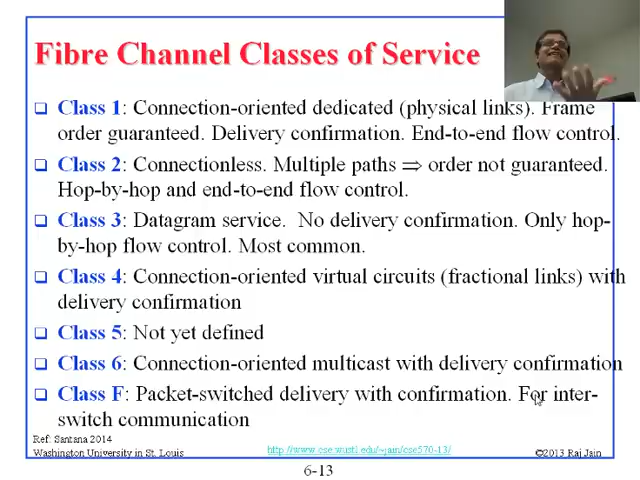 Fibre Channel Classes of Service
Class 1: Connection-oriented dedicated (physical links). Frame
order guaranteed. Delivery confirmation. End-to-end flow control.
Class 2: Connectionless. Multiple paths ⇒ order not guaranteed.
Hop-by-hop and end-to-end flow control.
Class 3: Datagram service. No delivery confirmation. Only hop-
by-hop flow control. Most common.
Class 4: Connection-oriented virtual circuits (fractional links) with
delivery confirmation
Class 5: Not yet defined
Class 6: Connection-oriented multicast with delivery confirmation
Class F: Packet-switched delivery with confirmation. For inter-
switch communication
Ref: Santana 2014
Washington University in St. Louis
http://www.cse.wustl.edu/~jain/cse570-13/
©2013 Raj Jain
6-13